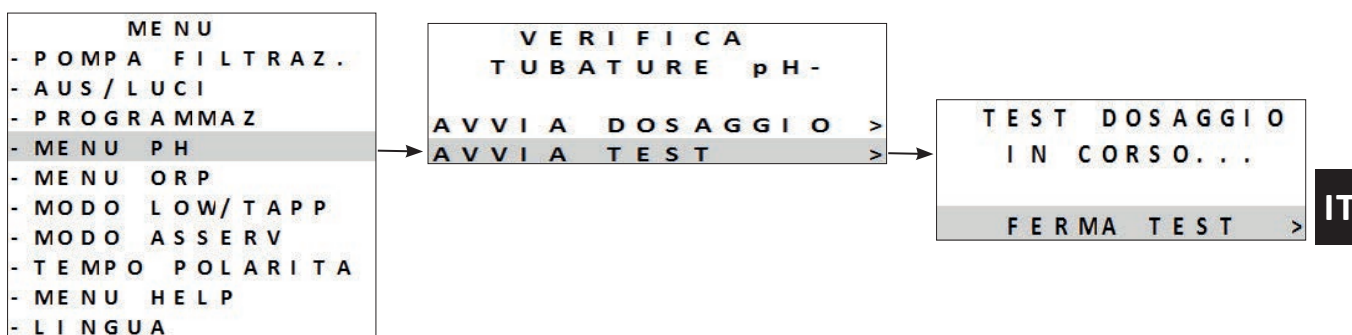 MENU
- POMPA FILTRAZ.
- AUS/LUCI
- PROGRAMMAZ
- MENU PH
- MENU ORP
- MODO LOW/TAPP
- MODO ASSERV
- TEMPO POLARITA
- MENU HELP
- LINGUA
VERIFICA
TUBATURE pH-
AVVIA DOSAGGIO >
AVVIA TEST >
TEST DOSAGGIO
IN CORSO...
FERMA TEST >
IT